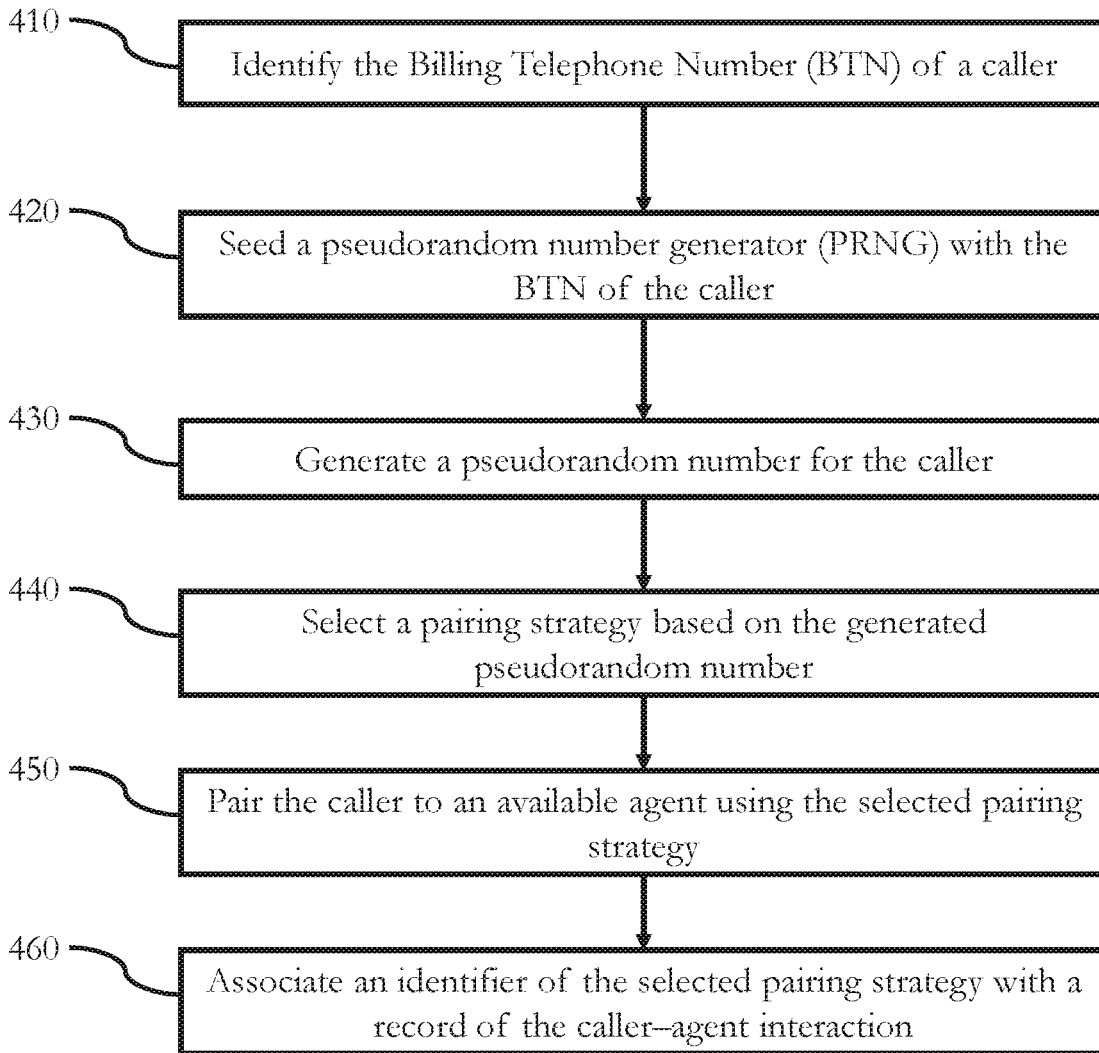 410
Identify the Billing Telephone Number (BTN) of a caller
420
Seed a pseudorandom number generator (PRNG) with the
BTN of the caller
430
Generate a pseudorandom number for the caller
440
Select a pairing strategy based on the generated
pseudorandom number
450
Pair the caller to an available agent using the selected pairing
strategy
460
Associate an identifier of the selected pairing strategy with a
record of the caller–agent interaction